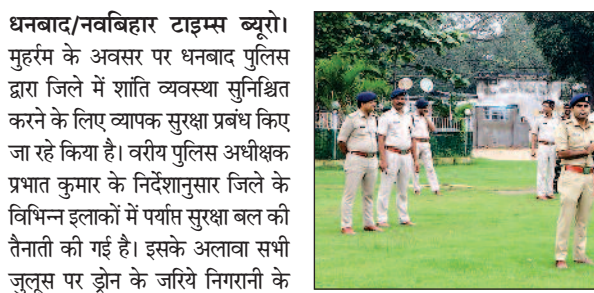 धनबाद/नवबिहार टाइम्स ब्यूरो।
मुहर्रम के अवसर पर धनबाद पुलिस
द्वारा जिले में शांति व्यवस्था सुनिश्चित
करने के लिए व्यापक सुरक्षा प्रबंध किए
जा रहे किया है। वरीय पुलिस अधीक्षक
प्रभात कुमार के निर्देशानुसार जिले के
विभिन्न इलाकों में पर्याप्त सुरक्षा बल की
तैनाती की गई है। इसके अलावा सभी
जुलूस पर ड्रोन के जरिये निगरानी के